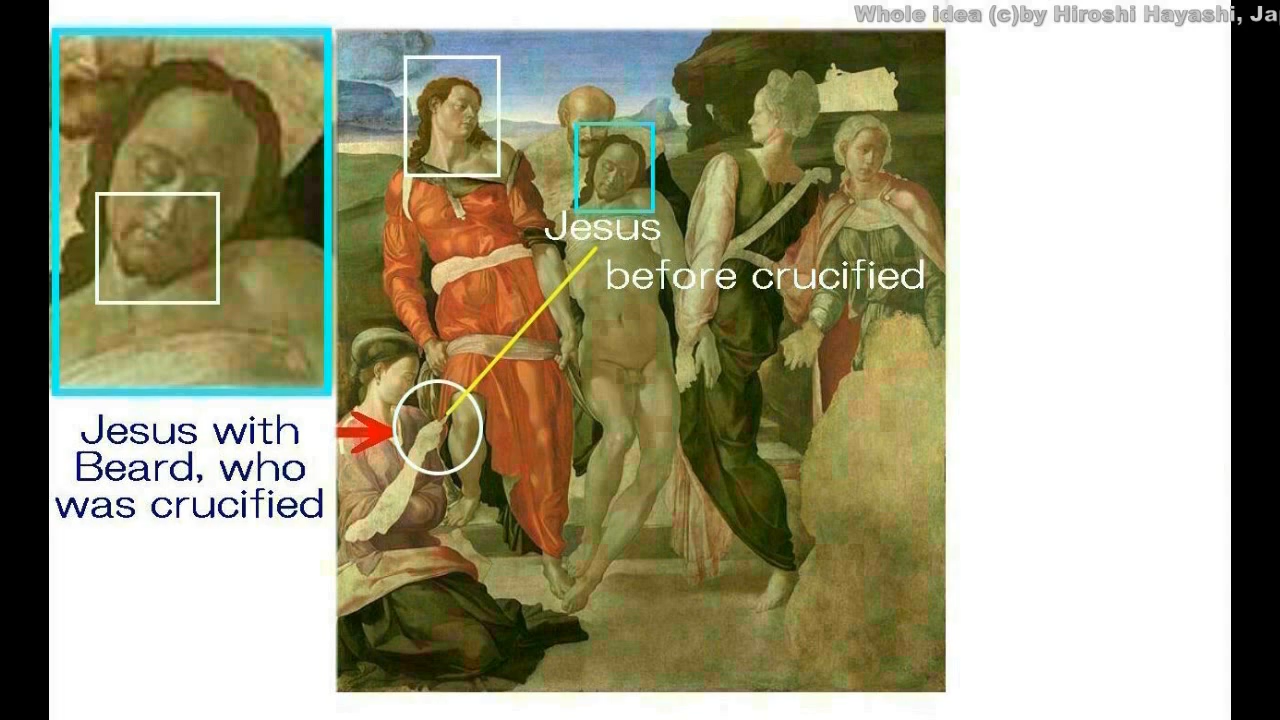 Whole idea (c)by Hiroshi Hayashi, Ja
Jesus
before crucified
Jesus with
Beard, who
was crucified